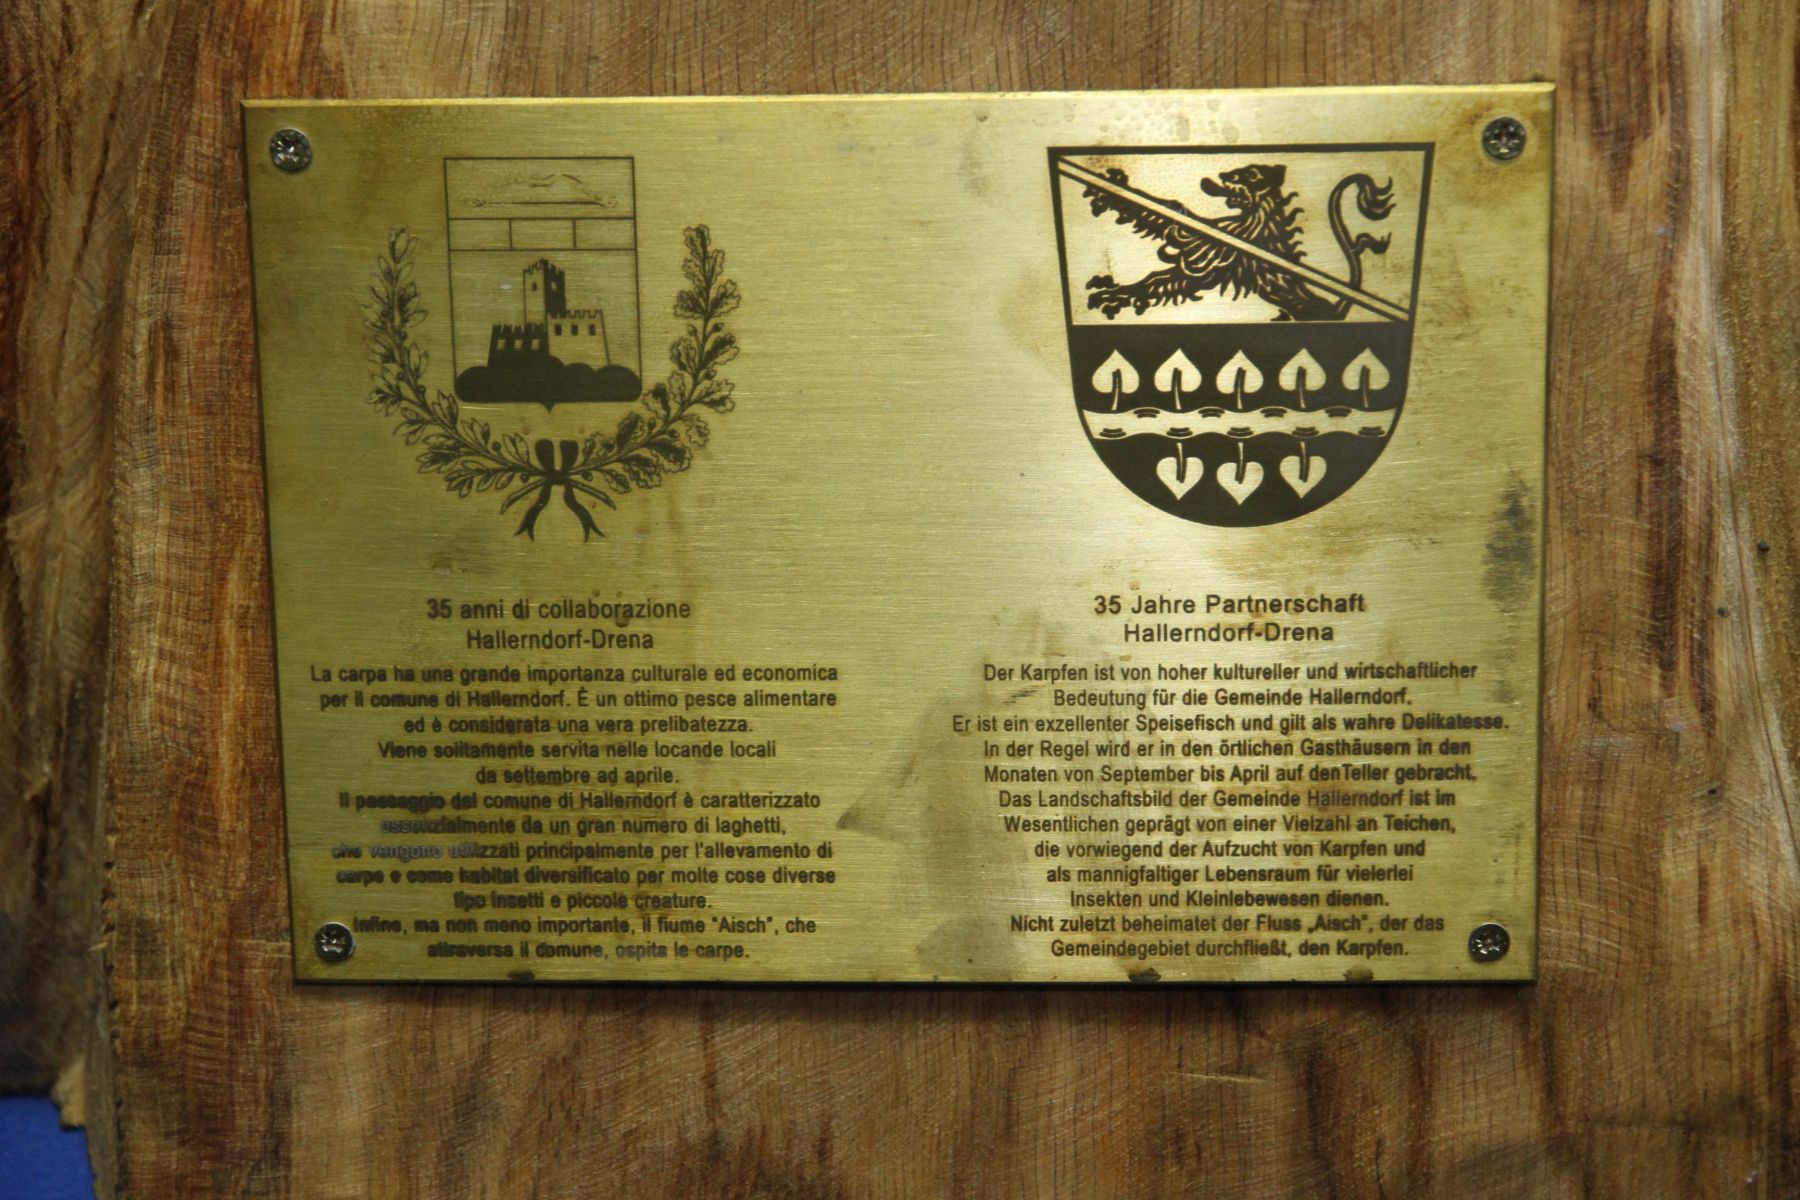 35 anni di collaborazione
Hallerndorf-Drena
La carpa ha una grande importanza culturale ed economica
per il comune di Hallerndorf. È un ottimo pesce alimentare
ed è considerata una vera prelibatezza.
Viene solitamente servita nelle locande locali
da settembre ad aprile.
Il paesaggio del comune di Hallerndorf è caratterizzato
essenzialmente da un gran numero di laghetti,
che vengono utilizzati principalmente per l'allevamento di
carpe e come habitat diversificato per molte cose diverse
tipo insetti e piccole creature.
Infine, ma non meno importante, il fiume "Aisch", che
attraversa il comune, ospita le carpe.
35 Jahre Partnerschaft
Hallerndorf-Drena
Der Karpfen ist von hoher kultureller und wirtschaftlicher
Bedeutung für die Gemeinde Hallerndorf.
Er ist ein exzellenter Speisefisch und gilt als wahre Delikatesse.
In der Regel wird er in den örtlichen Gasthäusern in den
Monaten von September bis April auf den Teller gebracht.
Das Landschaftsbild der Gemeinde Hallerndorf ist im
Wesentlichen geprägt von einer Vielzahl an Teichen,
die vorwiegend der Aufzucht von Karpfen und
als mannigfaltiger Lebensraum für vielerlei
Insekten und Kleinlebewesen dienen.
Nicht zuletzt beheimatet der Fluss „Aisch", der das
Gemeindegebiet durchfließt, den Karpfen.